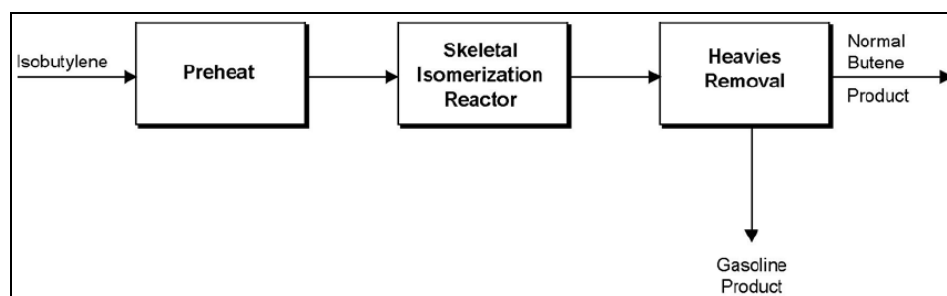 Isobutylene
Preheat
Skeletal
Isomerization
Reactor
Heavies
Removal
Normal
Butene
Product
Gasoline
Product